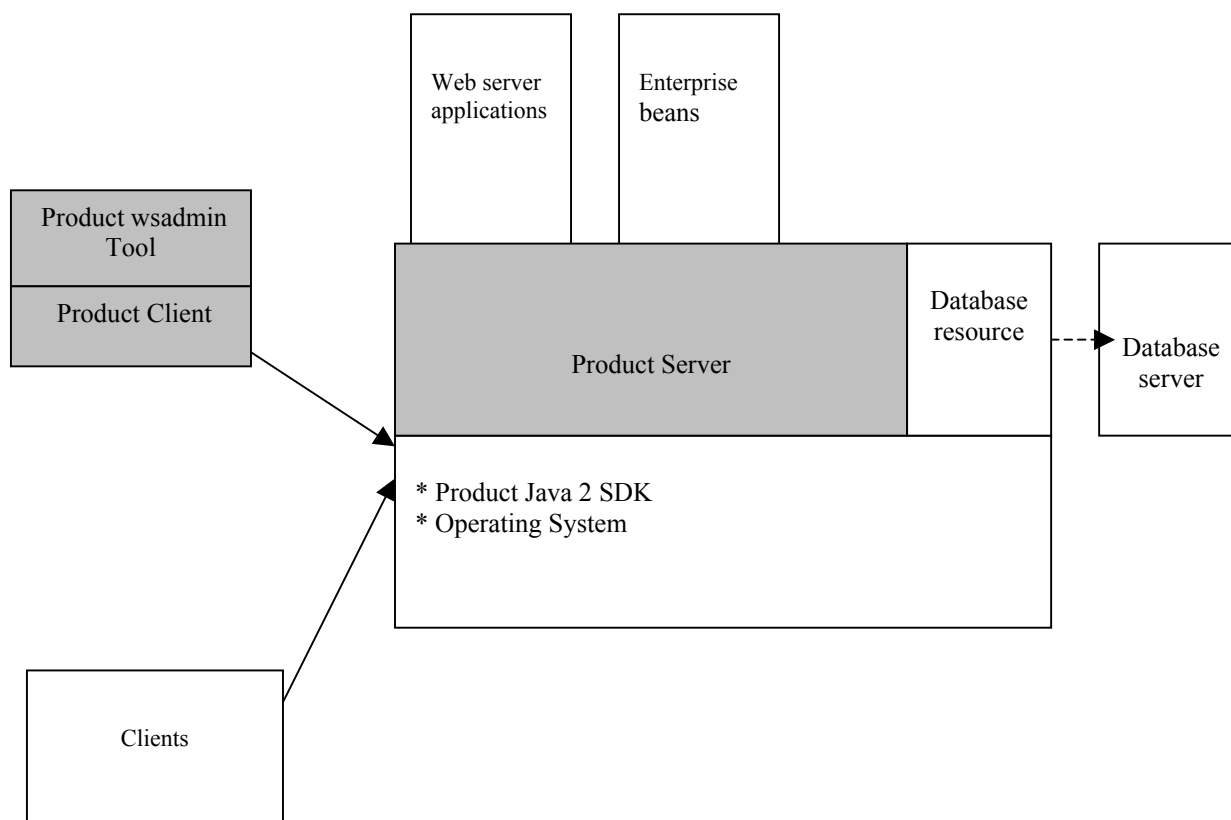 Web server
applications
Enterprise
beans
Product wsadmin
Tool
Product Client
Product Server
Database
resource
Database
server
* Product Java 2 SDK
* Operating System
Clients